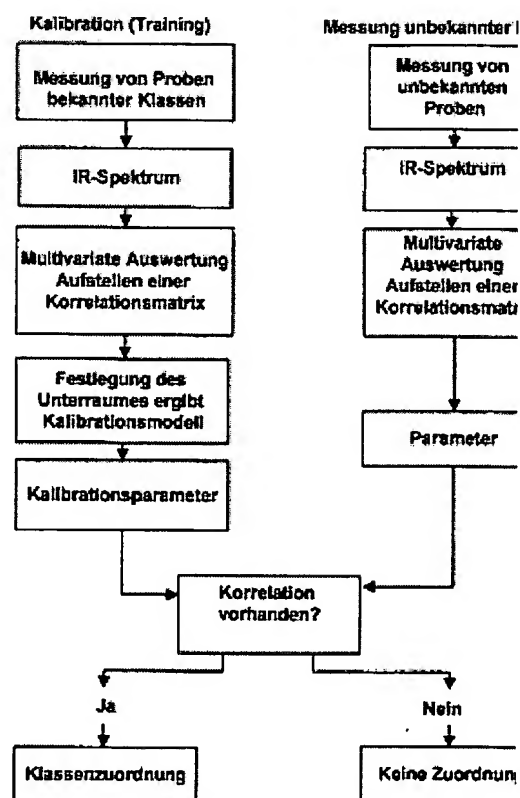 Kalibration (Training)
Messung von Proben
bekannter Klassen
IR-Spektrum
Multivariate Auswertung
Aufstellen einer
Korrelationsmatrix
Festlegung des
Unterraumes ergibt
Kalibrationsmodell
Kalibrationsparameter
Messung unbekannter
Messung von
unbekannten
Proben
IR-Spektrum
Multivariate
Auswertung
Aufstellen einer
Korrelationsmatri
Parameter
Korrelation
vorhanden?
Ja
Nein
Klassenzuordnung
Keine Zuordnung